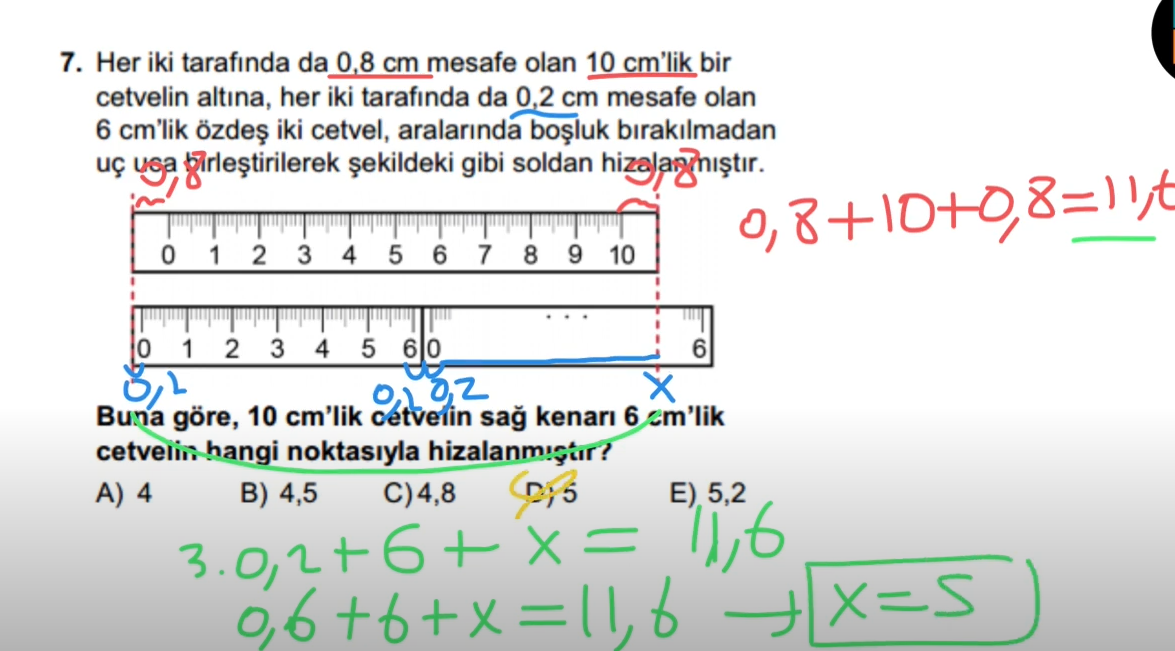 7. Her iki tarafında da 0,8 cm mesafe olan 10 cm'lik bir
cetvelin altına, her iki tarafında da 0,2 cm mesafe olan
6 cm'lik özdeş iki cetvel, aralarında boşluk bırakılmadan
uç uca birleştirilerek şekildeki gibi soldan hizalanmıştır.
0,8 0,8
0,8+10+0,8=11,6
0 1 2 3 4 5 6 7 8 9 10
...
0 1 2 3 4 5 6 0 6
0,2 0,2 0,2 x
Buna göre, 10 cm'lik cetvelin sağ kenarı 6 cm'lik
cetvelin hangi noktasıyla hizalanmıştır?
A) 4 B) 4,5 C) 4,8 D) 5 E) 5,2
3.0,2+6+x=11,6
0,6+6+x=11,6 → x=5